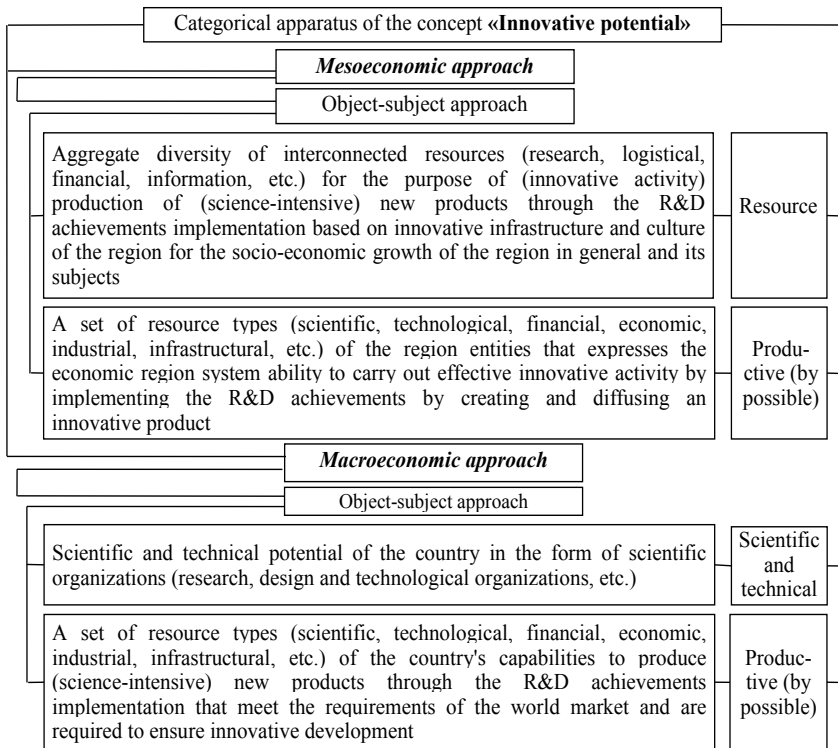 Categorical apparatus of the concept «Innovative potential»
Mesoeconomic approach
Object-subject approach
Aggregate diversity of interconnected resources (research, logistical,
financial, information, etc.) for the purpose of (innovative activity)
production of (science-intensive) new products through the R&D
achievements implementation based on innovative infrastructure and culture
of the region for the socio-economic growth of the region in general and its
subjects
Resource
A set of resource types (scientific, technological, financial, economic,
industrial, infrastructural, etc.) of the region entities that expresses the
economic region system ability to carry out effective innovative activity by
implementing the R&D achievements by creating and diffusing an
innovative product
Produ-
ctive (by
possible)
Macroeconomic approach
Object-subject approach
Scientific and technical potential of the country in the form of scientific
organizations (research, design and technological organizations, etc.)
Scientific
and
technical
A set of resource types (scientific, technological, financial, economic,
industrial, infrastructural, etc.) of the country's capabilities to produce
(science-intensive) new products through the R&D achievements
implementation that meet the requirements of the world market and are
required to ensure innovative development
Produc-
tive (by
possible)